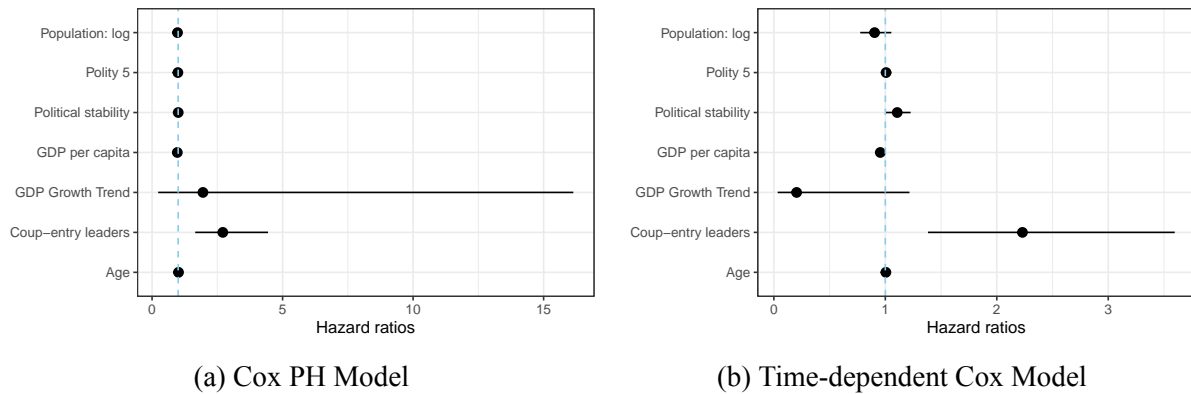 Population: log
Polity 5
Political stability
GDP per capita
GDP Growth Trend
Coup−entry leaders
Age
0
5
10
15
Hazard ratios
(a) Cox PH Model
Population: log
Polity 5
Political stability
GDP per capita
GDP Growth Trend
Coup−entry leaders
Age
0
1
2
3
Hazard ratios
(b) Time-dependent Cox Model